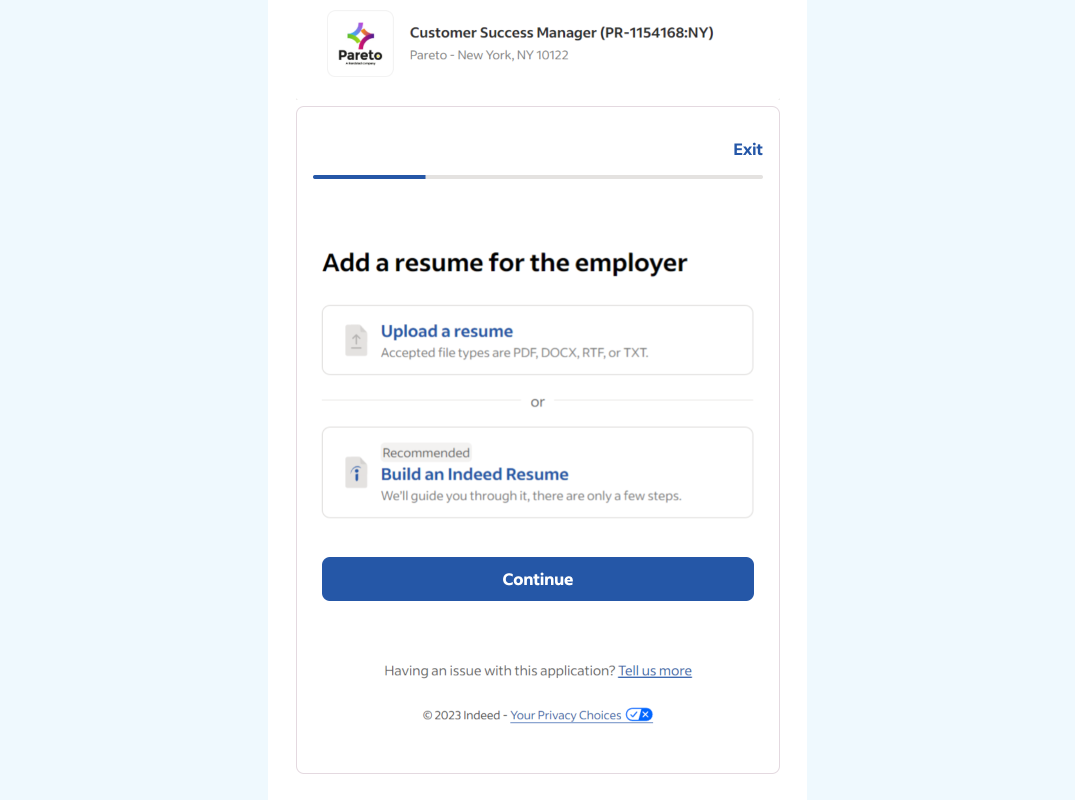 Pareto
Customer Success Manager (PR-1154168:NY)
Pareto - New York, NY 10122
Exit
Add a resume for the employer
Upload a resume
Accepted file types are PDF, DOCX, RTF, or TXT.
or
Recommended
Build an Indeed Resume
We'll guide you through it, there are only a few steps.
Continue
Having an issue with this application? Tell us more
© 2023 Indeed - Your Privacy Choices